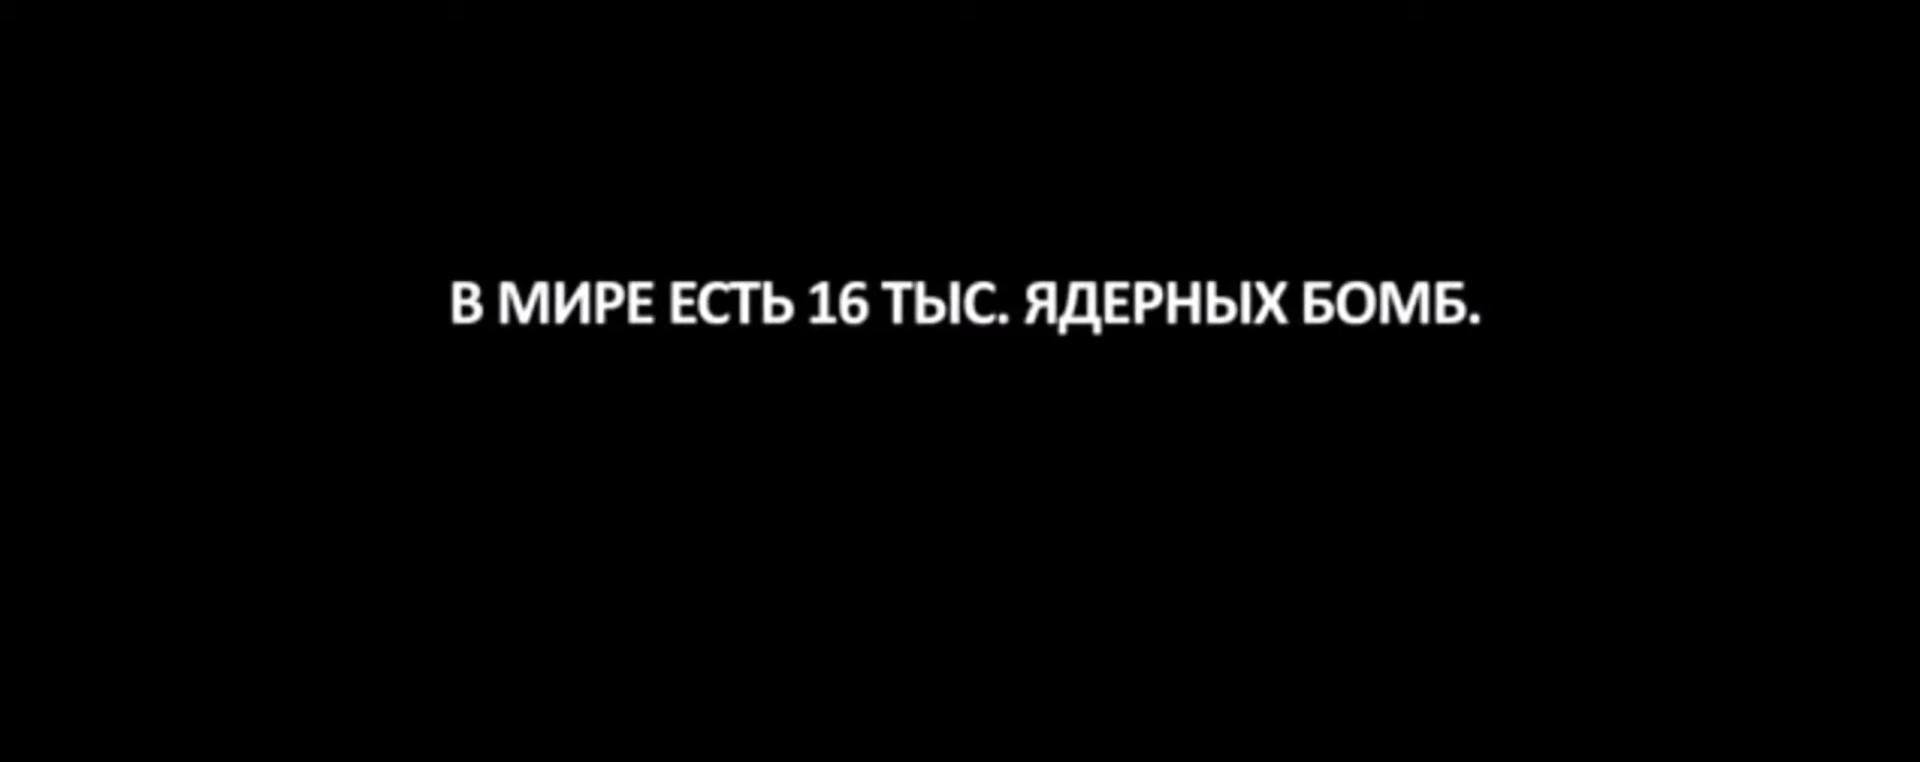 В МИРЕ ЕСТЬ 16 ТЫС. ЯДЕРНЫХ БОМБ.